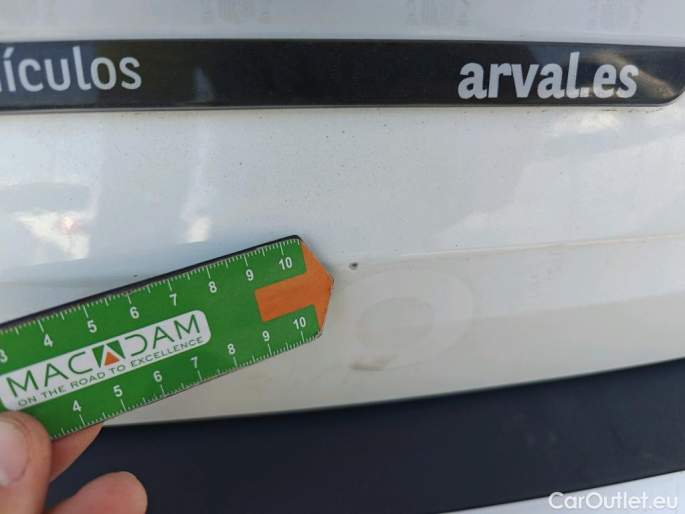 ículos
arval.es
3 4 5 6 7 8 9 10
MACADAM
ON THE ROAD TO EXCELLENCE
4 5 6 7 8 9 10
CarOutlet.eu